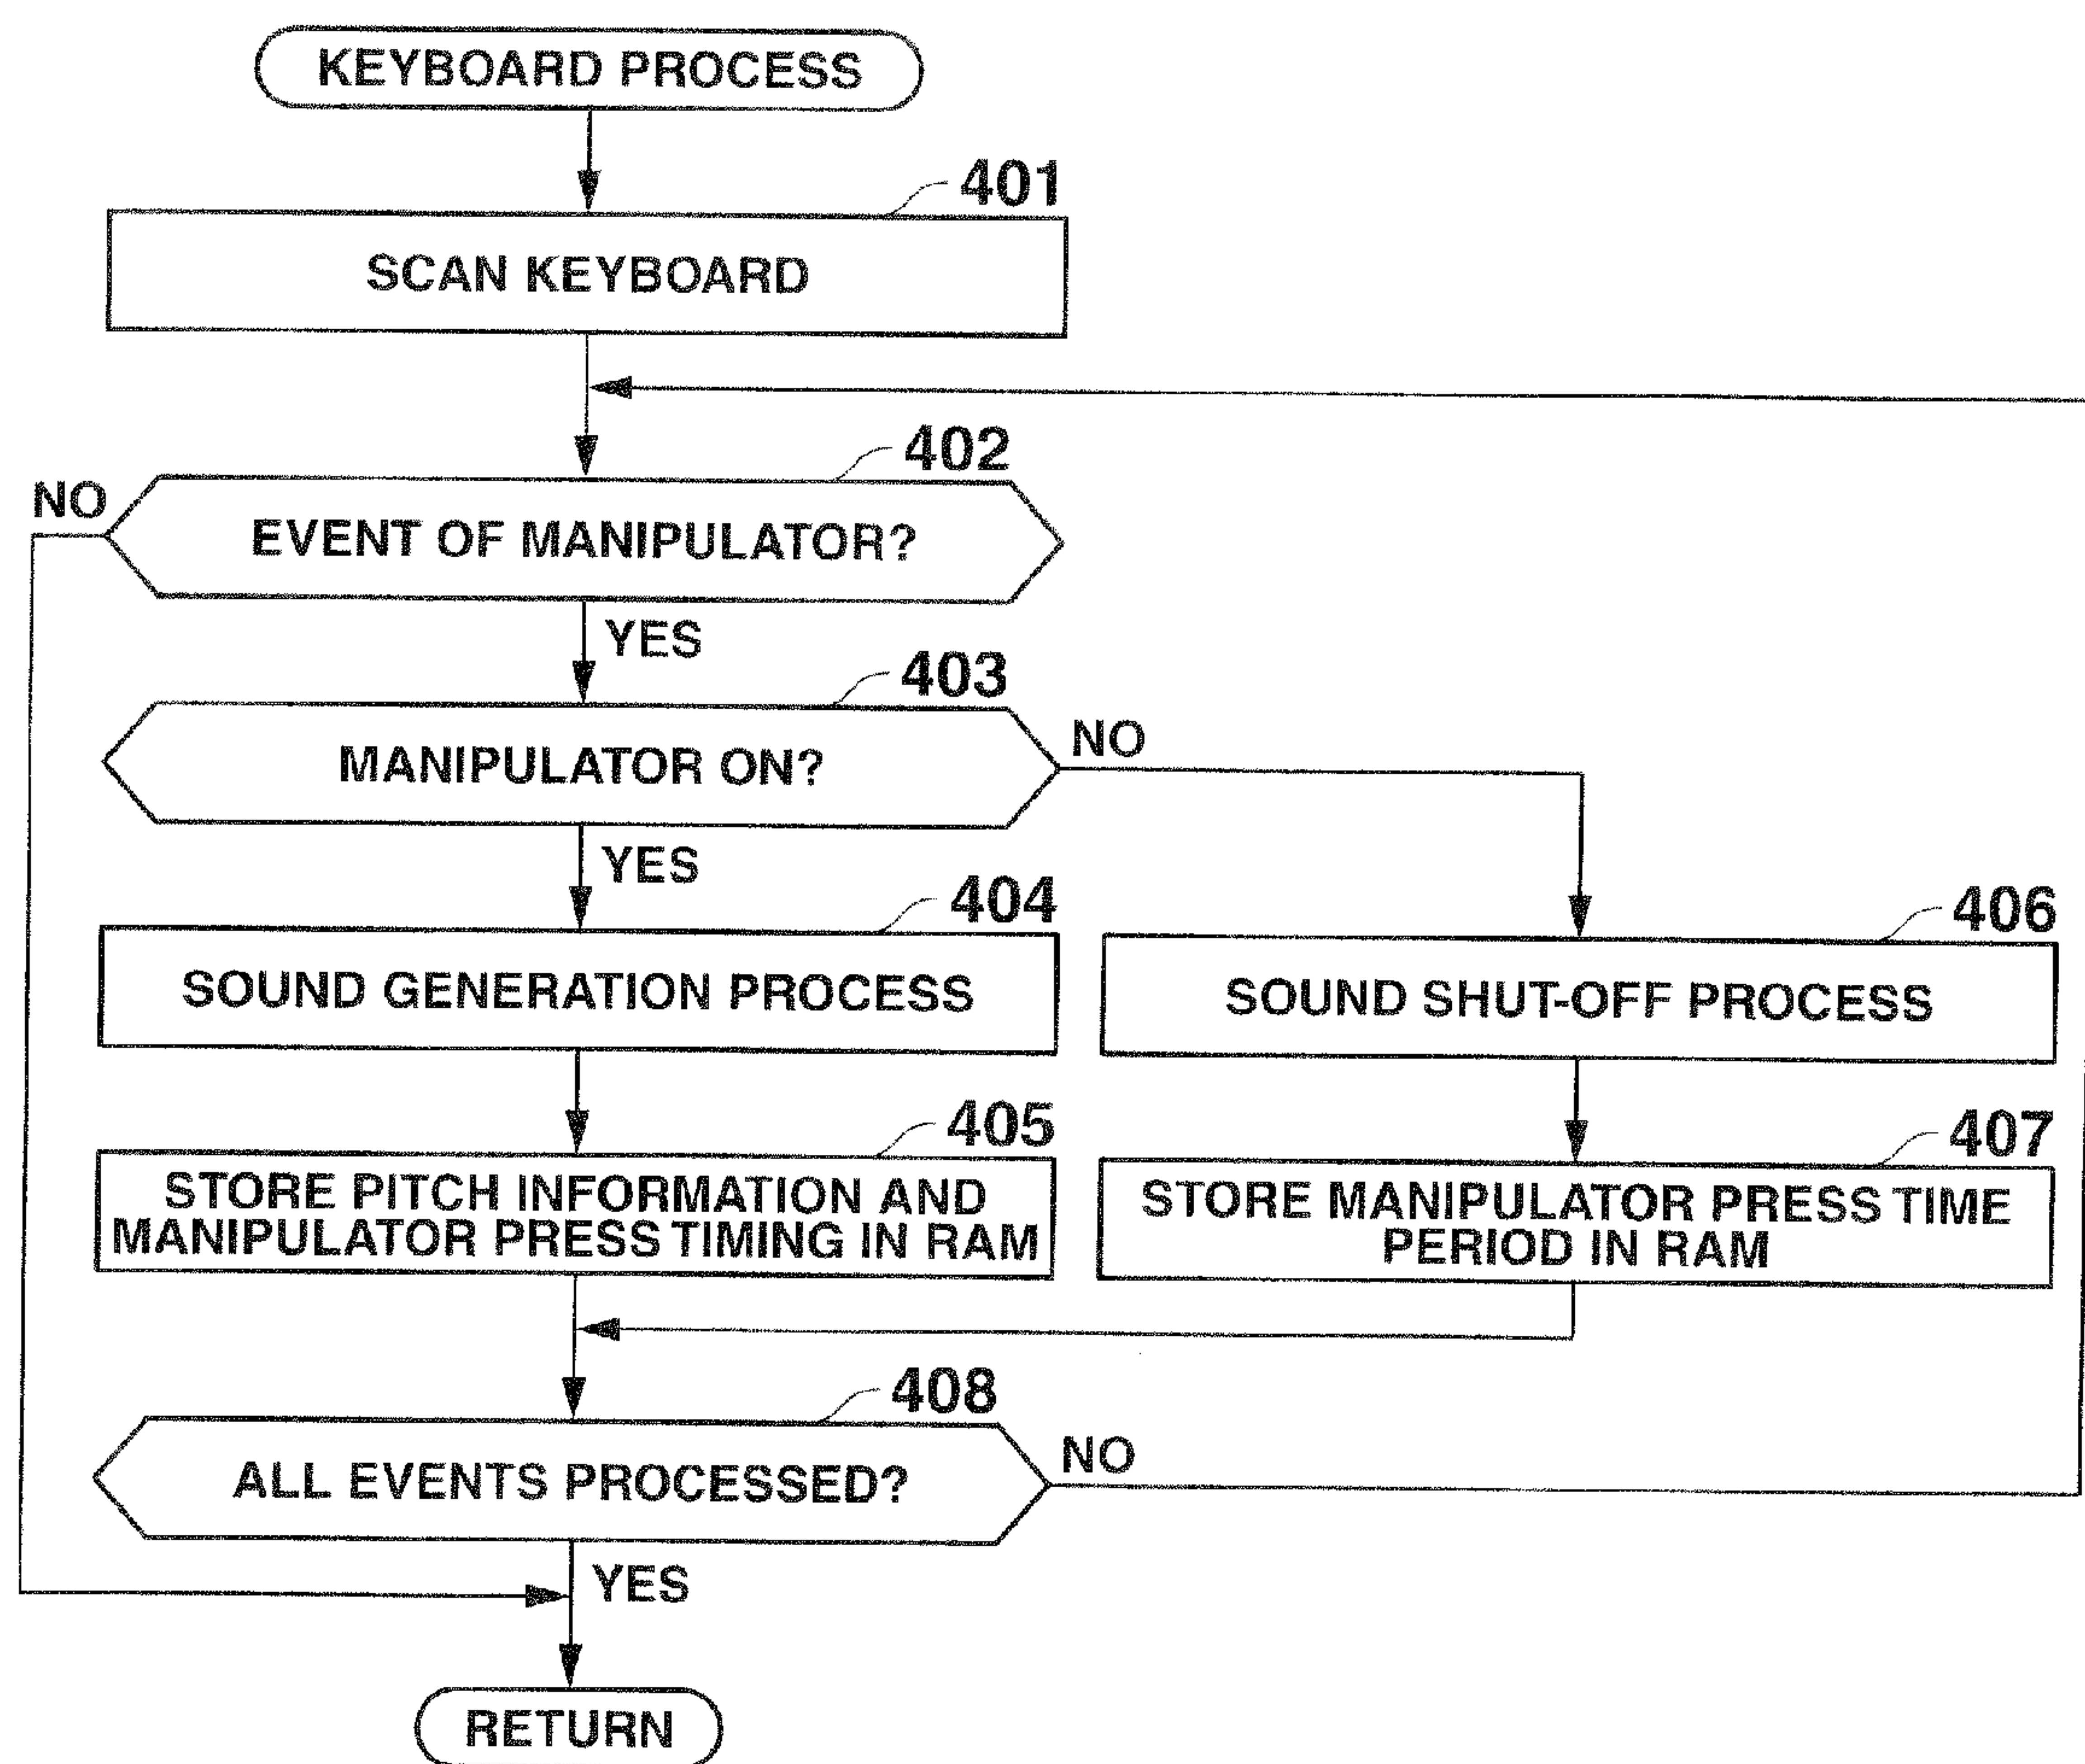 KEYBOARD PROCESS
401
SCAN KEYBOARD
402
NO
EVENT OF MANIPULATOR?
YES
403
MANIPULATOR ON?
NO
YES
404
SOUND GENERATION PROCESS
406
SOUND SHUT-OFF PROCESS
405
STORE PITCH INFORMATION AND
MANIPULATOR PRESS TIMING IN RAM
407
STORE MANIPULATOR PRESS TIME
PERIOD IN RAM
408
ALL EVENTS PROCESSED?
NO
YES
RETURN